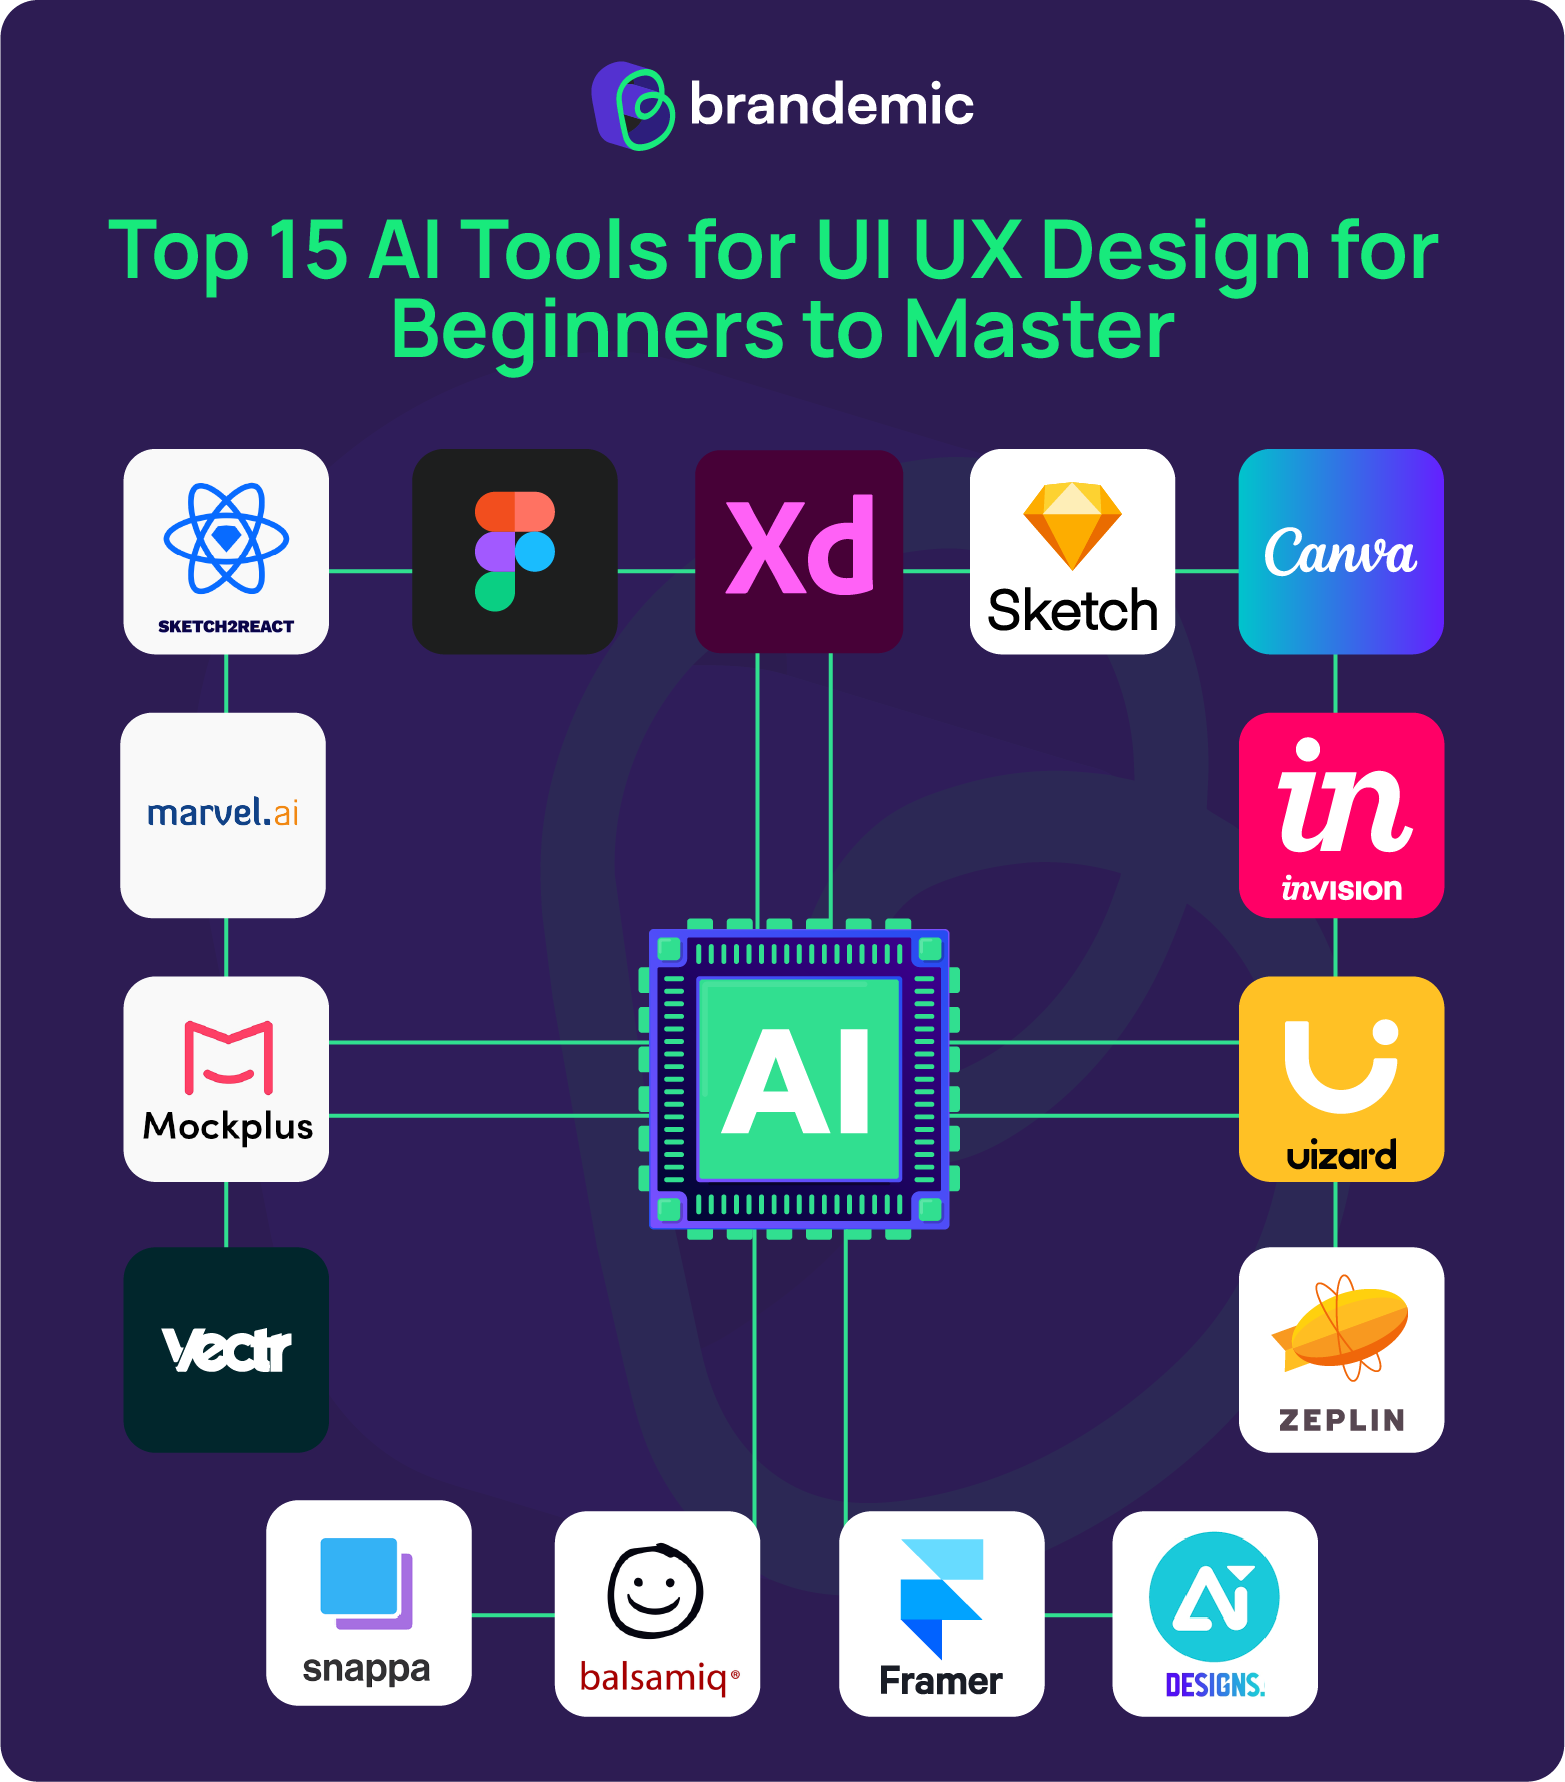 brandemic
Top 15 AI Tools for UI UX Design for
Beginners to Master
SKETCH2REACT
Xd
Sketch
Canva
marvel.ai
in
invision
Mockplus
AI
uizard
Vectr
ZEPLIN
snappa
balsamiq®
Framer
Ai
DESIGNS.